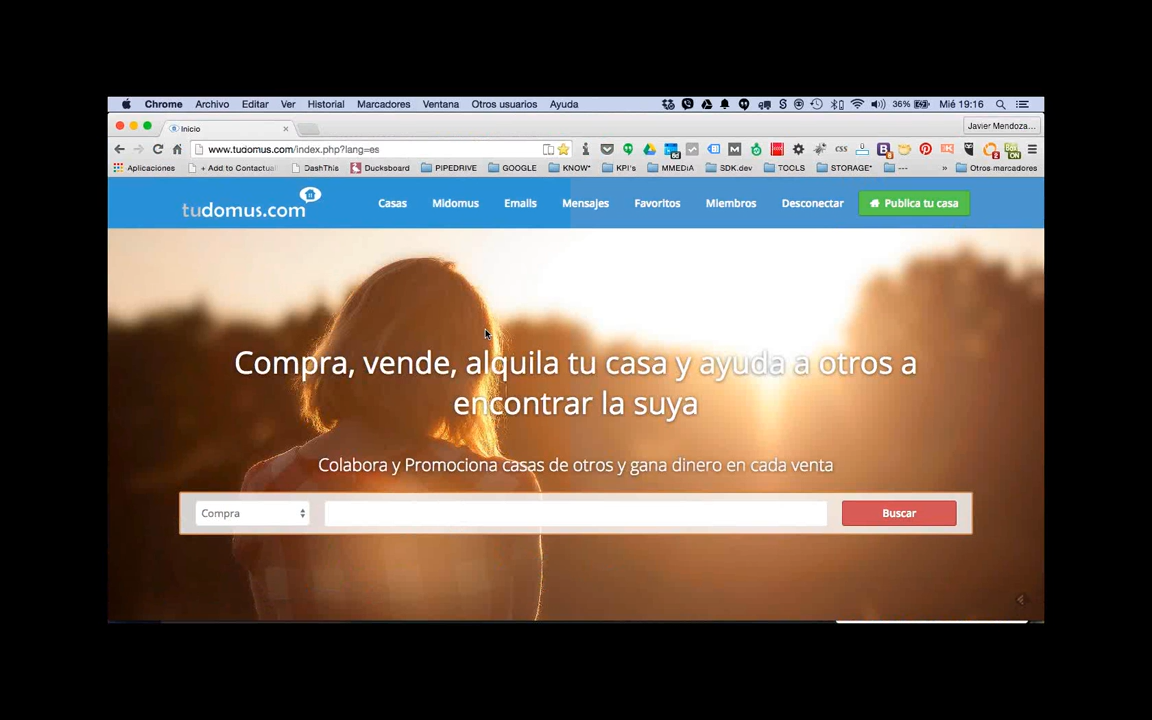 Chrome Archivo Editar Ver Historial Marcadores Ventana Otros usuarios Ayuda 36% Mié 19:16
Inicio Javier Mendoza...
www.tudomus.com/index.php?lang=es
Aplicaciones + Add to Contactuall DashThis Ducksboard PIPEDRIVE GOOGLE KNOW* KPI's MMEDIA SDK.dev TOOLS STORAGE* --- » Otros marcadores
tudomus.com Casas Midomus Emails Mensajes Favoritos Miembros Desconectar Publica tu casa
Compra, vende, alquila tu casa y ayuda a otros a
encontrar la suya
Colabora y Promociona casas de otros y gana dinero en cada venta
Compra Buscar